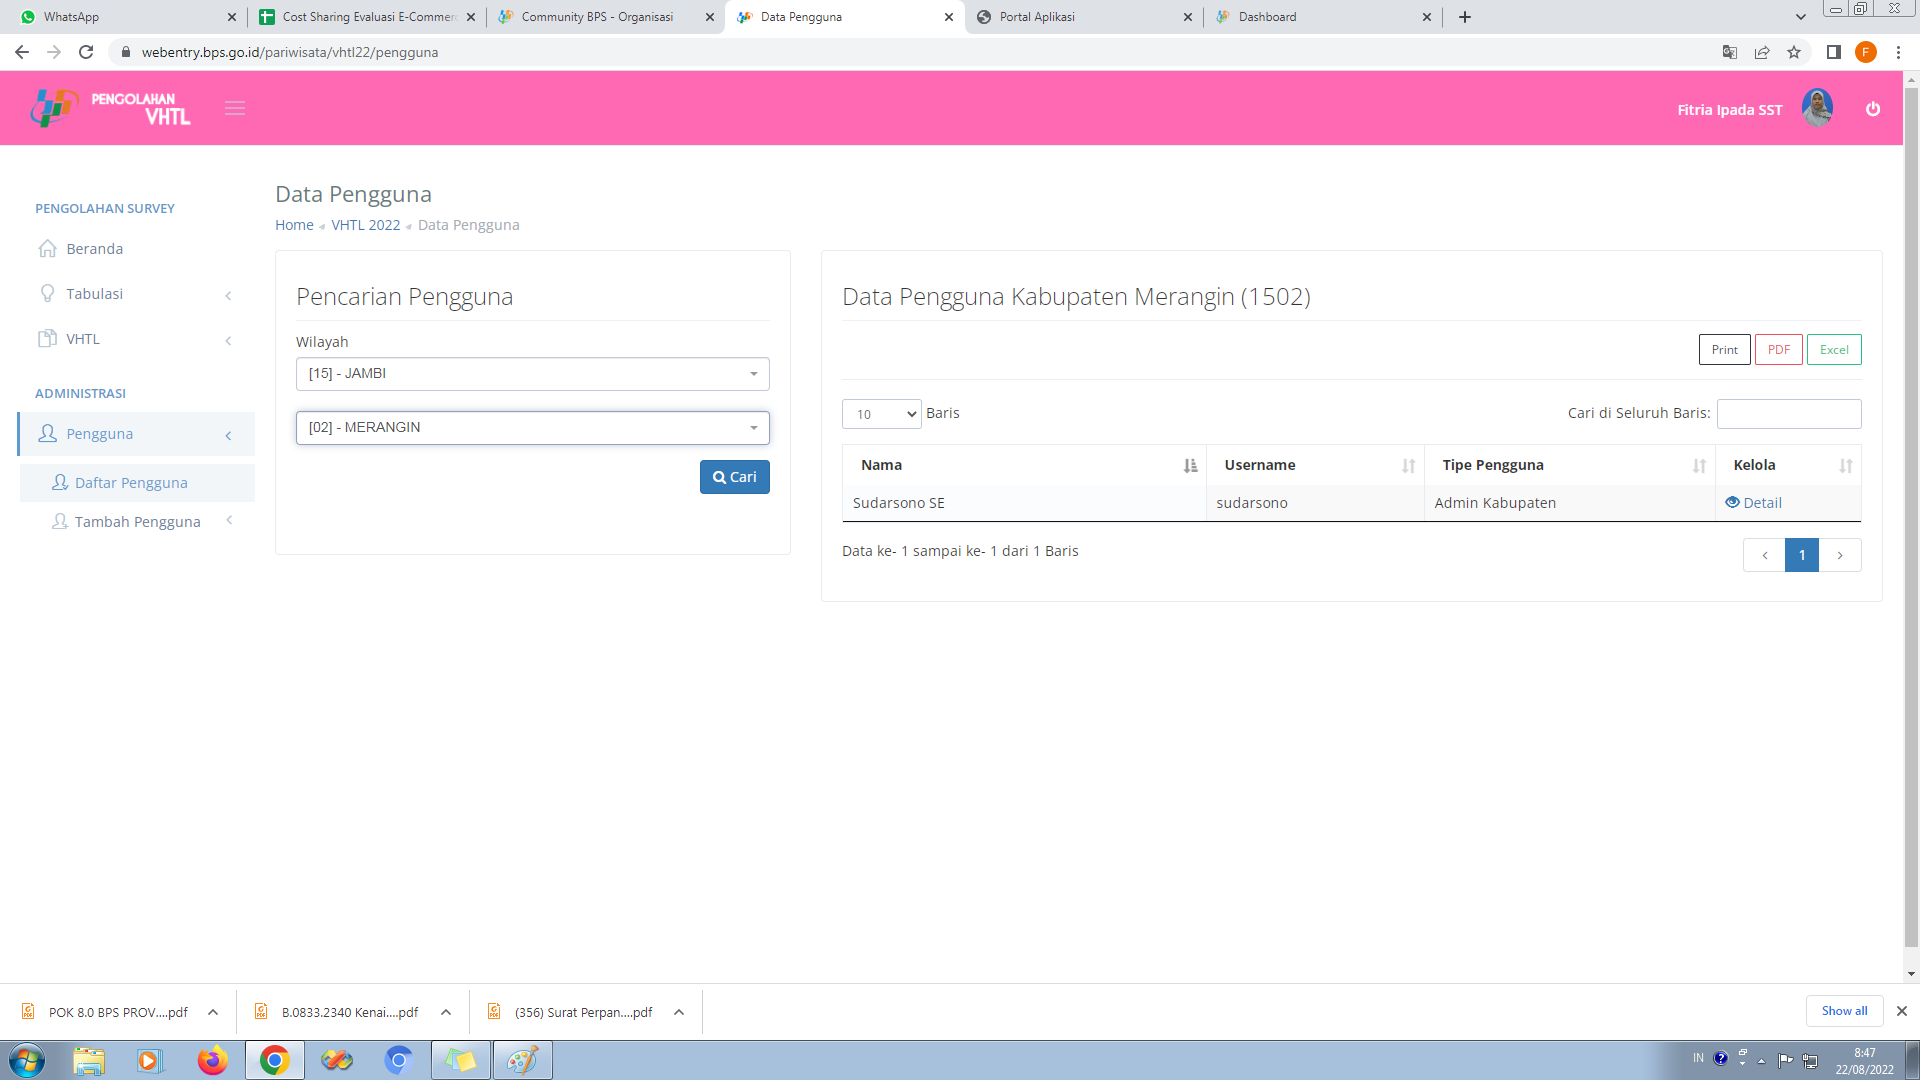 WhatsApp
Cost Sharing Evaluasi E-Commerc
Community BPS - Organisasi
Data Pengguna
Portal Aplikasi
Dashboard
webentry.bps.go.id/pariwisata/vhtl22/pengguna
F
PENGOLAHAN
VHTL
Fitria Ipada SST
PENGOLAHAN SURVEY
Beranda
Tabulasi
VHTL
ADMINISTRASI
Pengguna
Daftar Pengguna
Tambah Pengguna
Data Pengguna
Home VHTL 2022 Data Pengguna
Pencarian Pengguna
Wilayah
[15] - JAMBI
[02] - MERANGIN
Cari
Data Pengguna Kabupaten Merangin (1502)
Print PDF Excel
10 Baris
Cari di Seluruh Baris:
Nama Username Tipe Pengguna Kelola
Sudarsono SE sudarsono Admin Kabupaten Detail
Data ke- 1 sampai ke- 1 dari 1 Baris
1
POK 8.0 BPS PROV....pdf
B.0833.2340 Kenai....pdf
(356) Surat Perpan....pdf
Show all
IN
8:47
22/08/2022